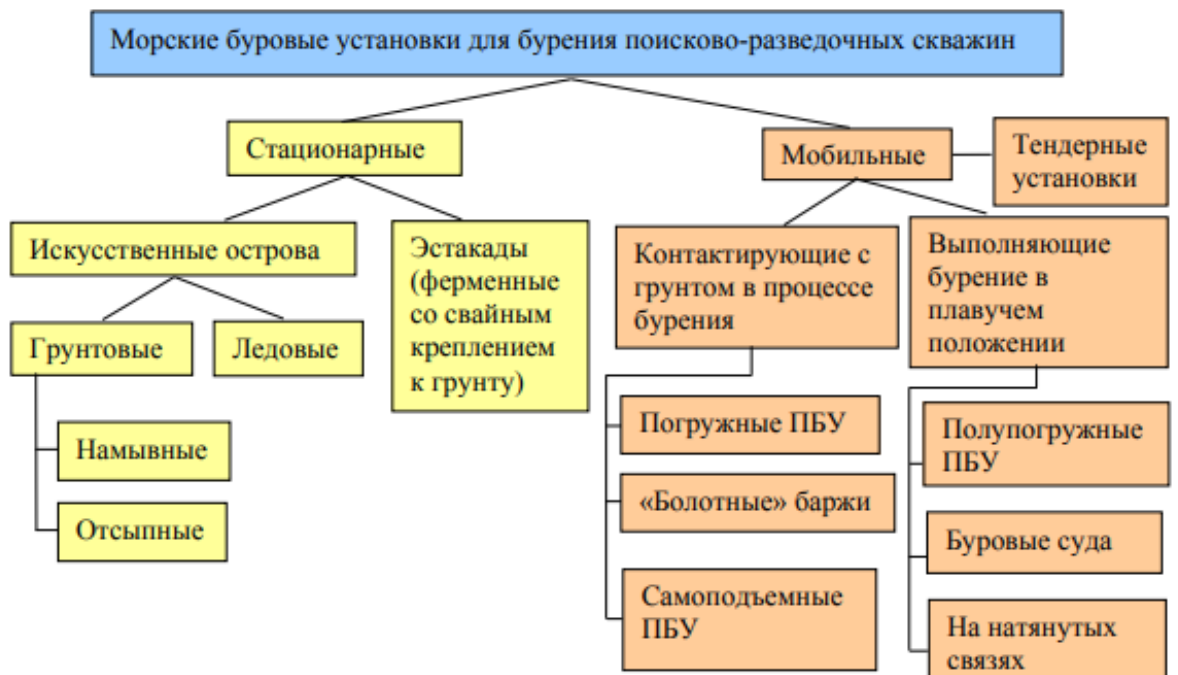 Морские буровые установки для бурения поисково-разведочных скважин
Стационарные
Мобильные
Тендерные
установки
Искусственные острова
Эстакады
(ферменные
со свайным
креплением
к грунту)
Контактирующие с
грунтом в процессе
бурения
Выполняющие
бурение в
плавучем
положении
Грунтовые
Ледовые
Намывные
Отсыпные
Погружные ПБУ
«Болотные» баржи
Самоподъемные
ПБУ
Полупогружные
ПБУ
Буровые суда
На натянутых
связях